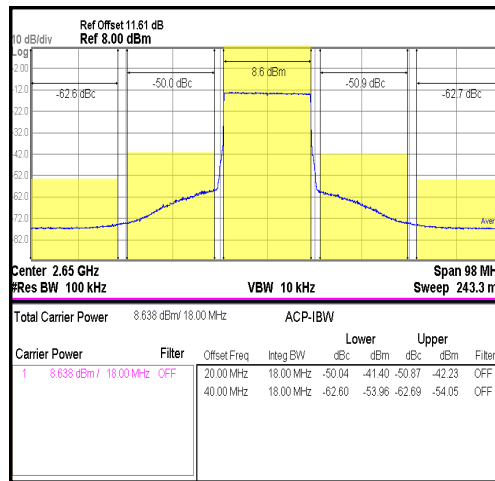 Ref Offset 11.61 dB
10 dB/div Ref 8.00 dBm
Log
-2.00
-12.0
-22.0
-32.0
-42.0
-52.0
-62.0
-72.0
-82.0
-62.6 dBc
-50.0 dBc
8.6 dBm
-50.9 dBc
-62.7 dBc
Aver
Center 2.65 GHz Span 98 MH
#Res BW 100 kHz VBW 10 kHz Sweep 243.3 m
Total Carrier Power 8.638 dBm/ 18.00 MHz ACP-IBW
Lower Upper
Carrier Power Filter Offset Freq Integ BW dBc dBm dBc dBm Filter
1 8.638 dBm / 18.00 MHz OFF 20.00 MHz 18.00 MHz -50.04 -41.40 -50.87 -42.23 OFF
40.00 MHz 18.00 MHz -62.60 -53.96 -62.69 -54.05 OFF